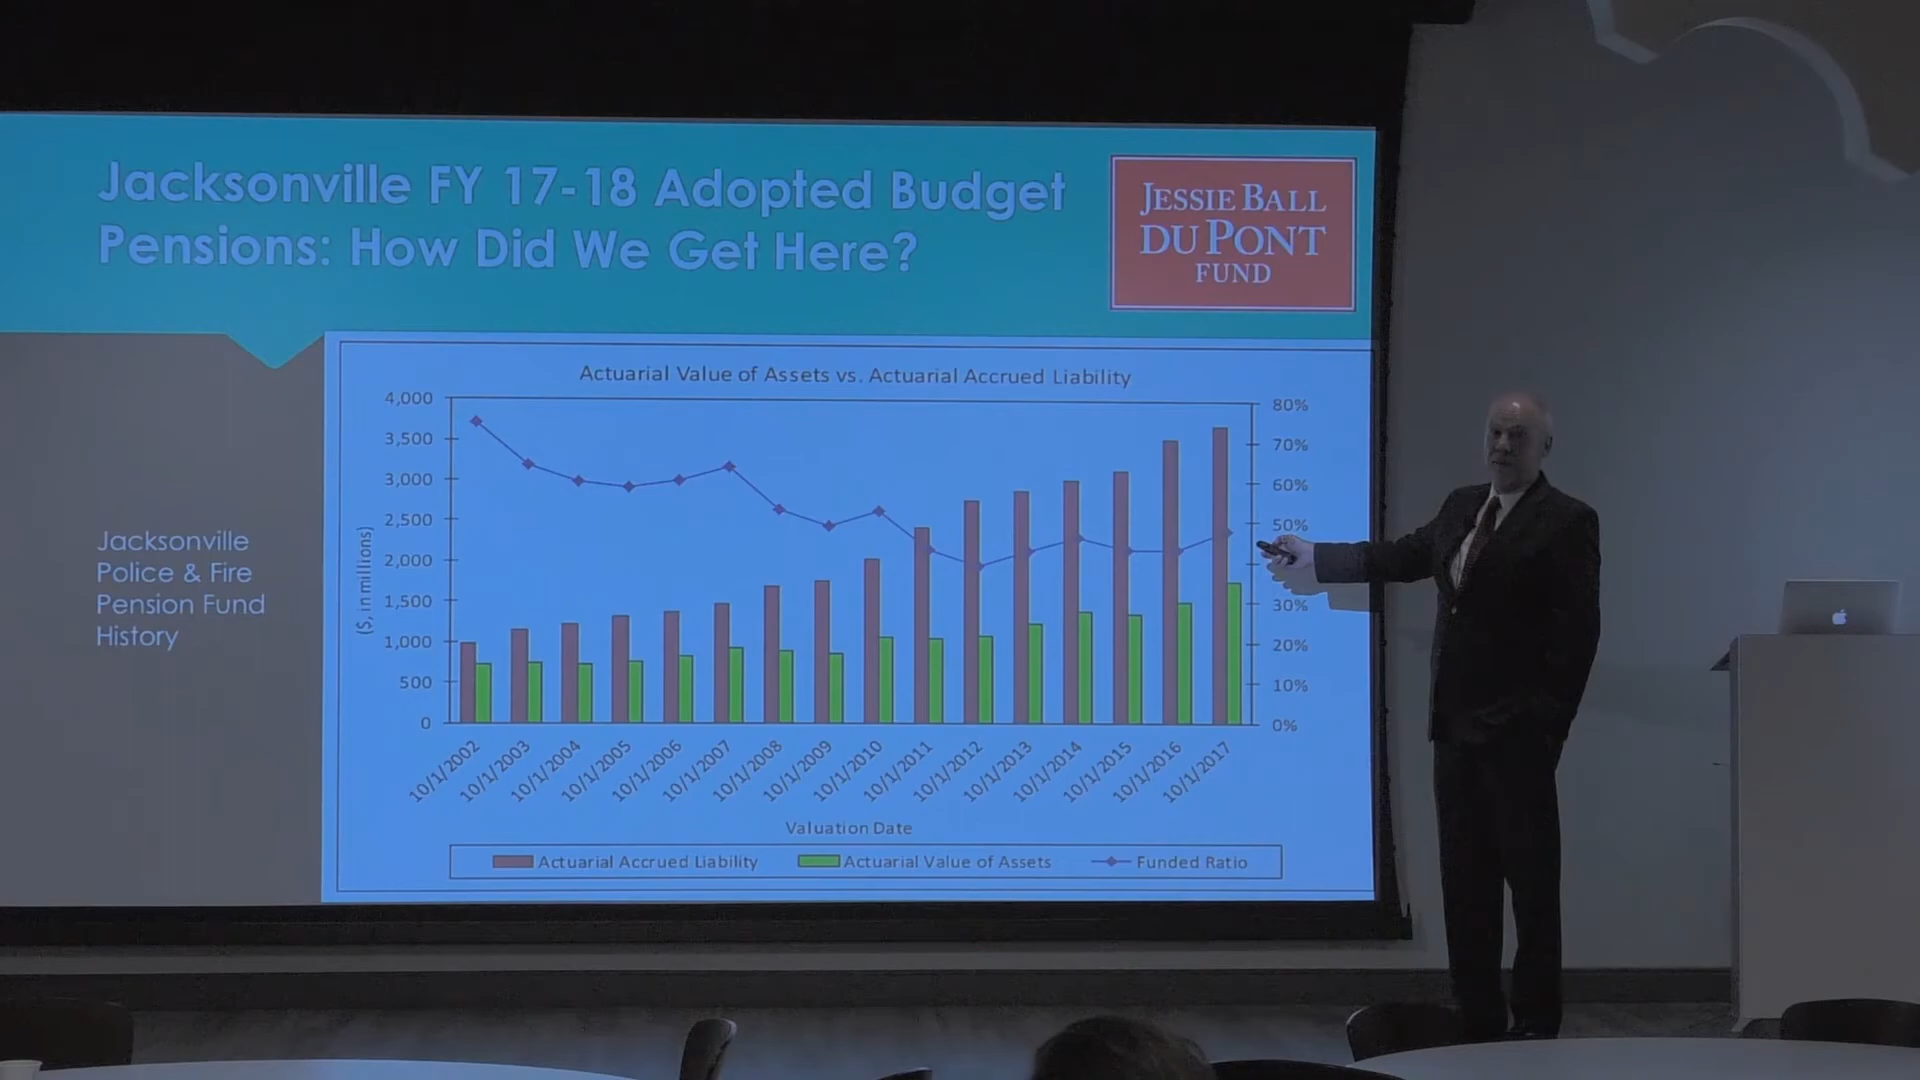 Jacksonville FY 17-18 Adopted Budget
Pensions: How Did We Get Here?
JESSIE BALL
DU PONT
FUND
Jacksonville
Police & Fire
Pension Fund
History
Actuarial Value of Assets vs. Actuarial Accrued Liability
($, in millions)
4,000
3,500
3,000
2,500
2,000
1,500
1,000
500
0
80%
70%
60%
50%
30%
20%
10%
0%
10/1/2002
10/1/2003
10/1/2004
10/1/2005
10/1/2006
10/1/2007
10/1/2008
10/1/2009
10/1/2010
10/1/2011
10/1/2012
10/1/2013
10/1/2014
10/1/2015
10/1/2016
10/1/2017
Valuation Date
Actuarial Accrued Liability Actuarial Value of Assets Funded Ratio